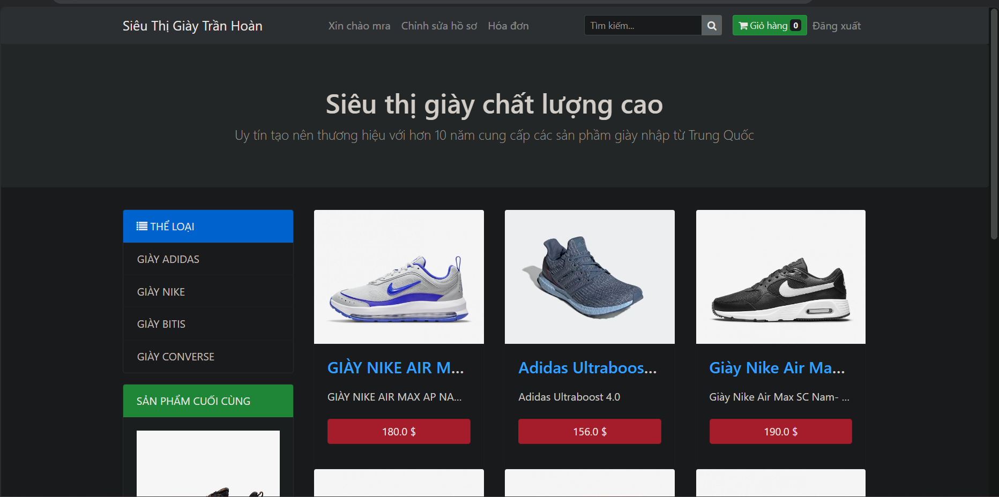 Siêu Thị Giày Trần Hoàn
Xin chào mra
Chỉnh sửa hồ sơ
Hóa đơn
Tìm kiếm...
Giỏ hàng 0
Đăng xuất
Siêu thị giày chất lượng cao
Uy tín tạo nên thương hiệu với hơn 10 năm cung cấp các sản phầm giày nhập từ Trung Quốc
THỂ LOẠI
GIÀY ADIDAS
GIÀY NIKE
GIÀY BITIS
GIÀY CONVERSE
SẢN PHẨM CUỐI CÙNG
GIÀY NIKE AIR M...
GIÀY NIKE AIR MAX AP NA...
180.0 $
Adidas Ultraboos...
Adidas Ultraboost 4.0
156.0 $
Giày Nike Air Ma...
Giày Nike Air Max SC Nam- ...
190.0 $